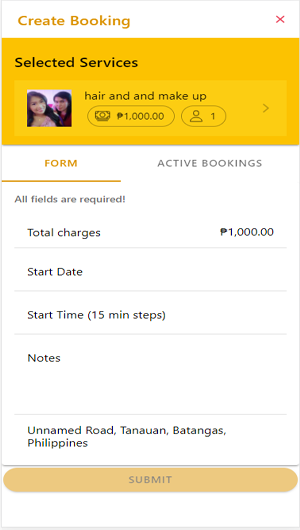 Create Booking
Selected Services
hair and and make up
₱1,000.00 1
FORM ACTIVE BOOKINGS
All fields are required!
Total charges ₱1,000.00
Start Date
Start Time (15 min steps)
Notes
Unnamed Road, Tanauan, Batangas,
Philippines
SUBMIT